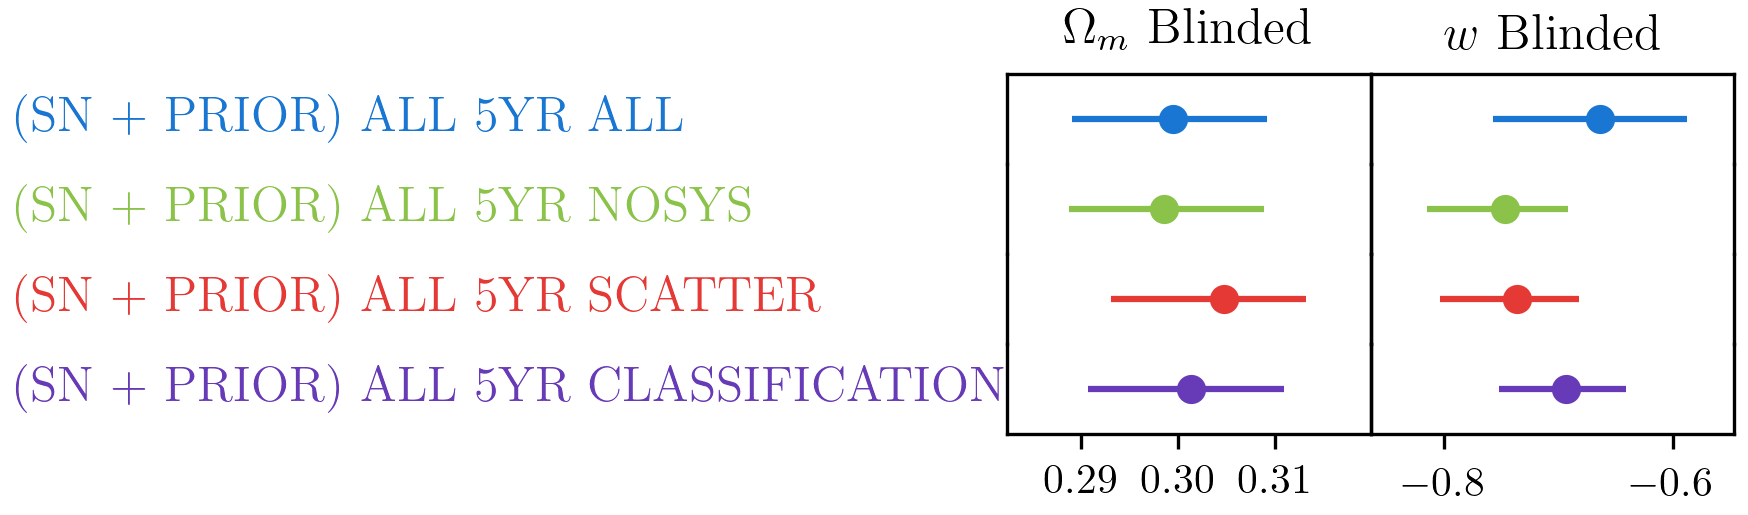 Ωₘ Blinded w Blinded
(SN + PRIOR) ALL 5YR ALL
(SN + PRIOR) ALL 5YR NOSYS
(SN + PRIOR) ALL 5YR SCATTER
(SN + PRIOR) ALL 5YR CLASSIFICATION
0.29 0.30 0.31 −0.8 −0.6